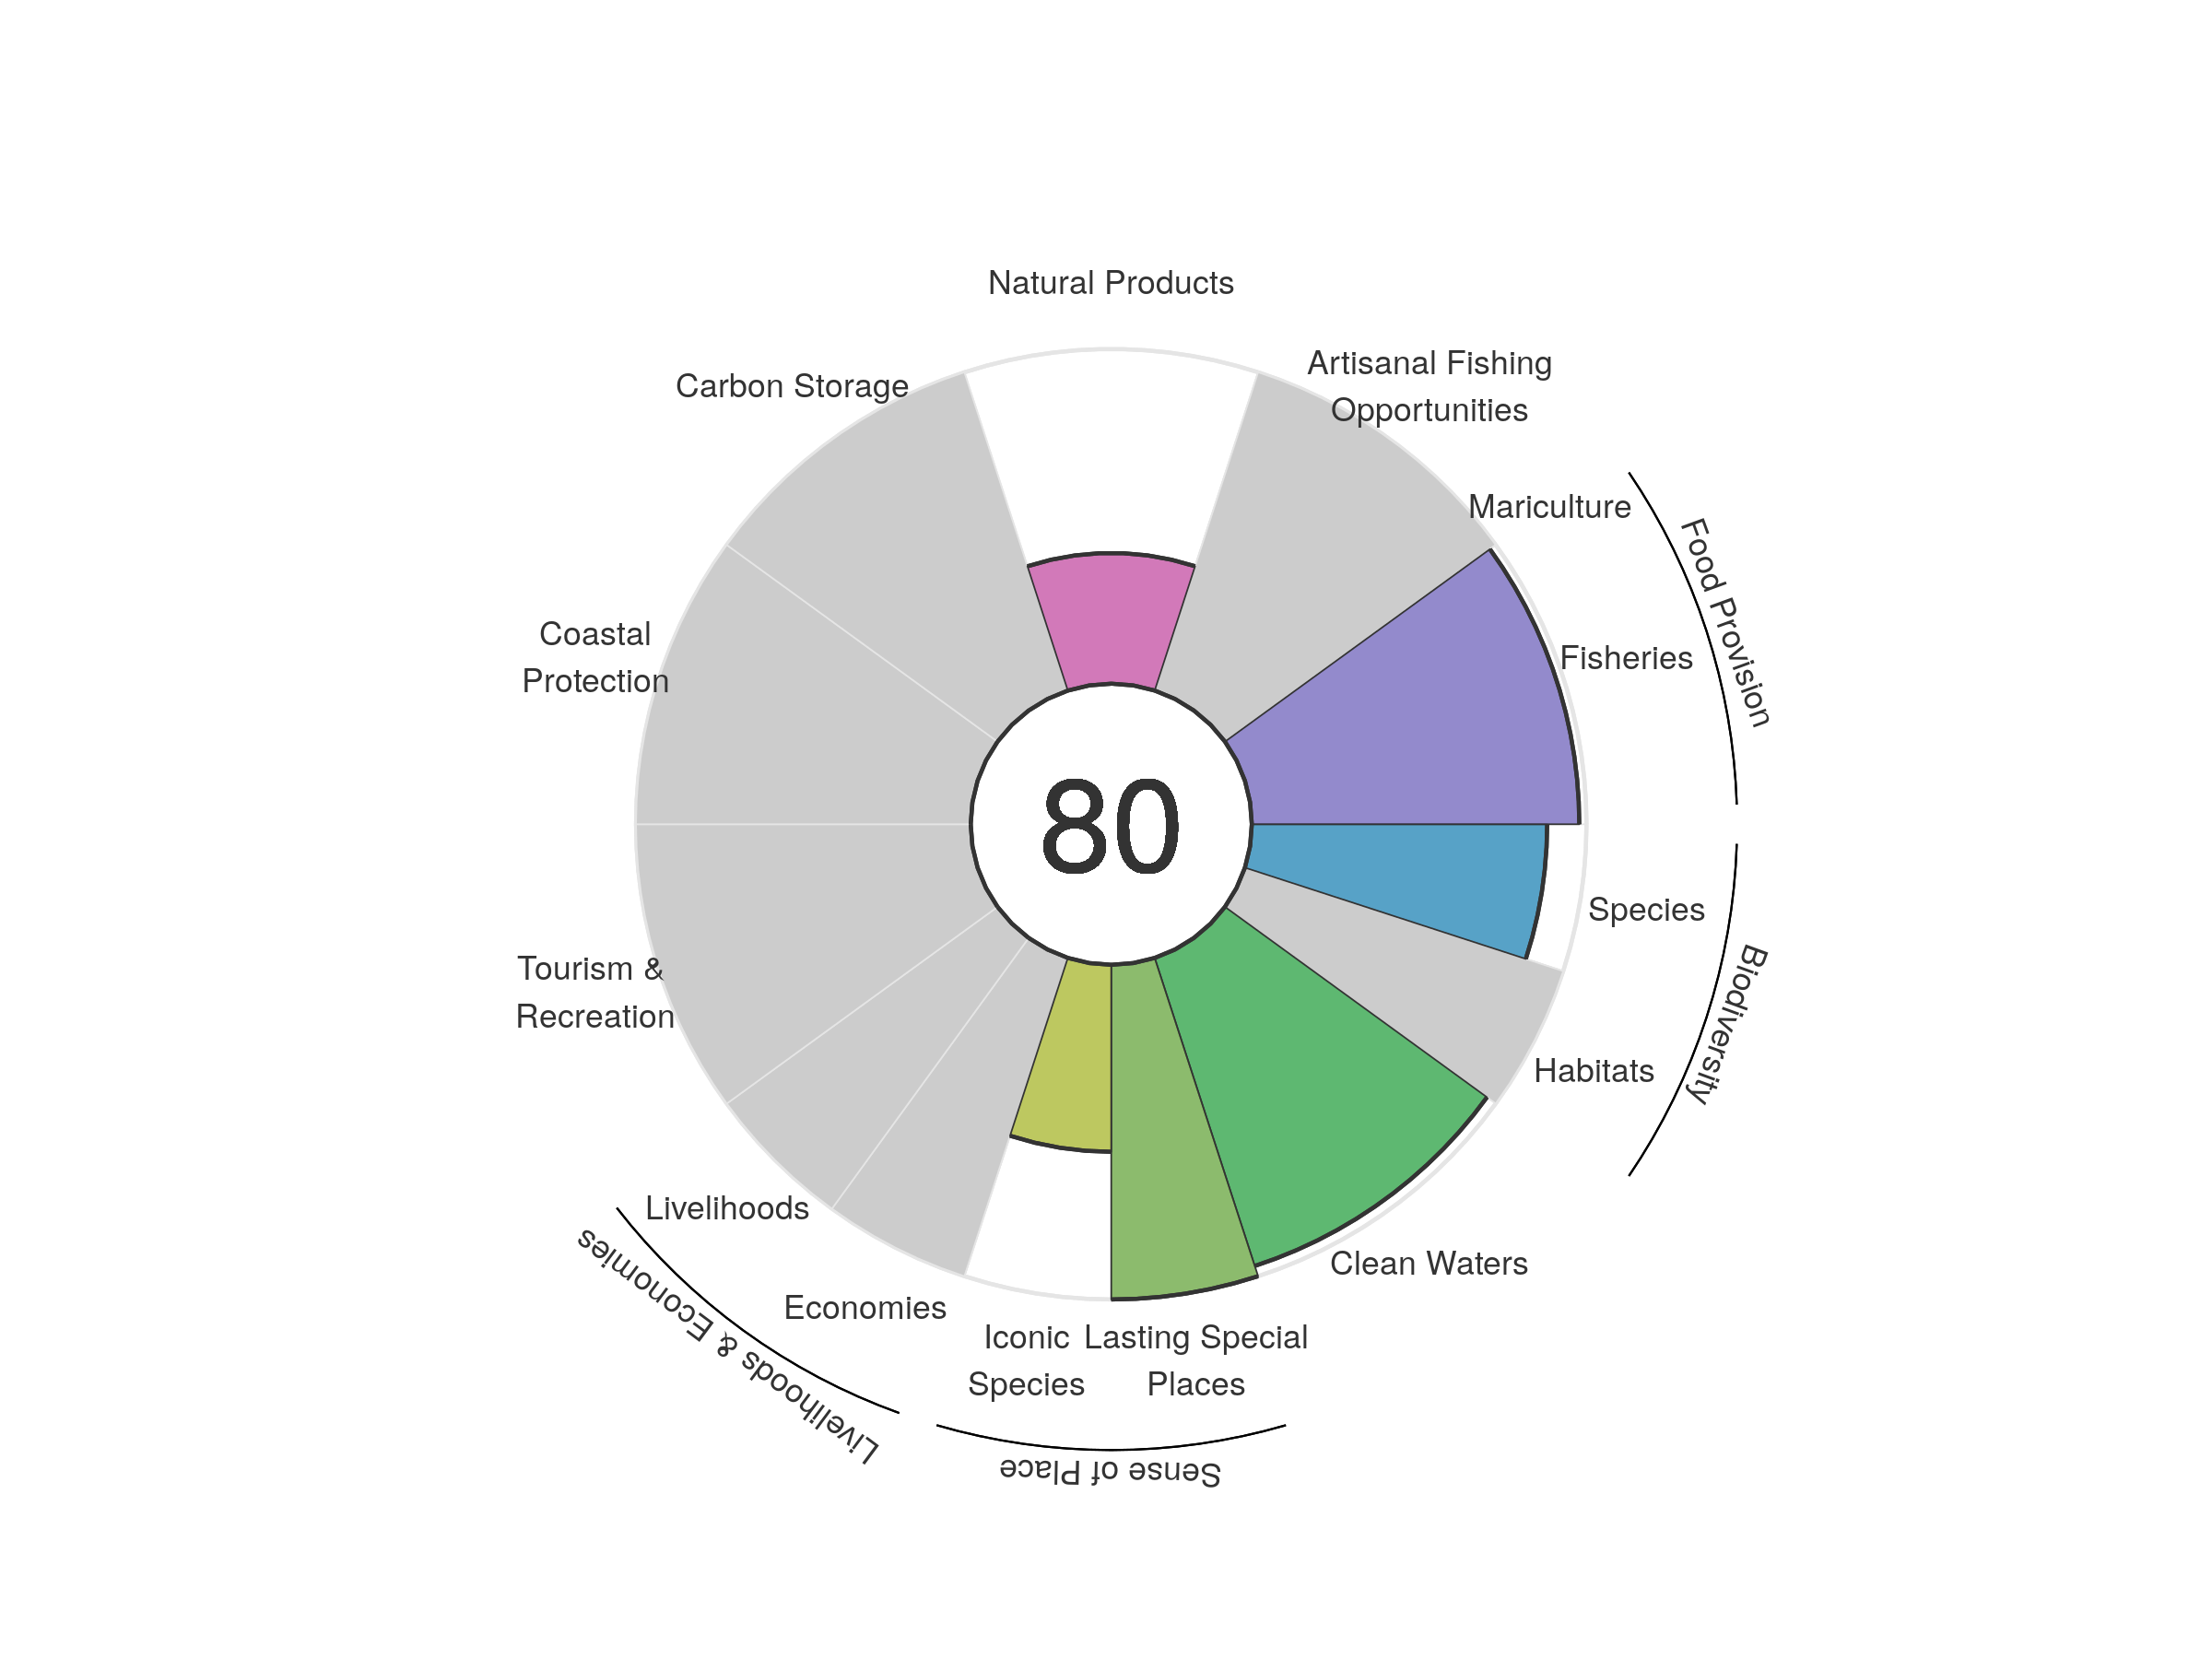 Natural Products
Artisanal Fishing
Opportunities
Carbon Storage
Mariculture
Food Provision
Fisheries
Coastal
Protection
80
Species
Biodiversity
Tourism &
Recreation
Habitats
Livelihoods
Clean Waters
Livelihoods & Economies
Economies
Iconic
Species
Lasting Special
Places
Sense of Place